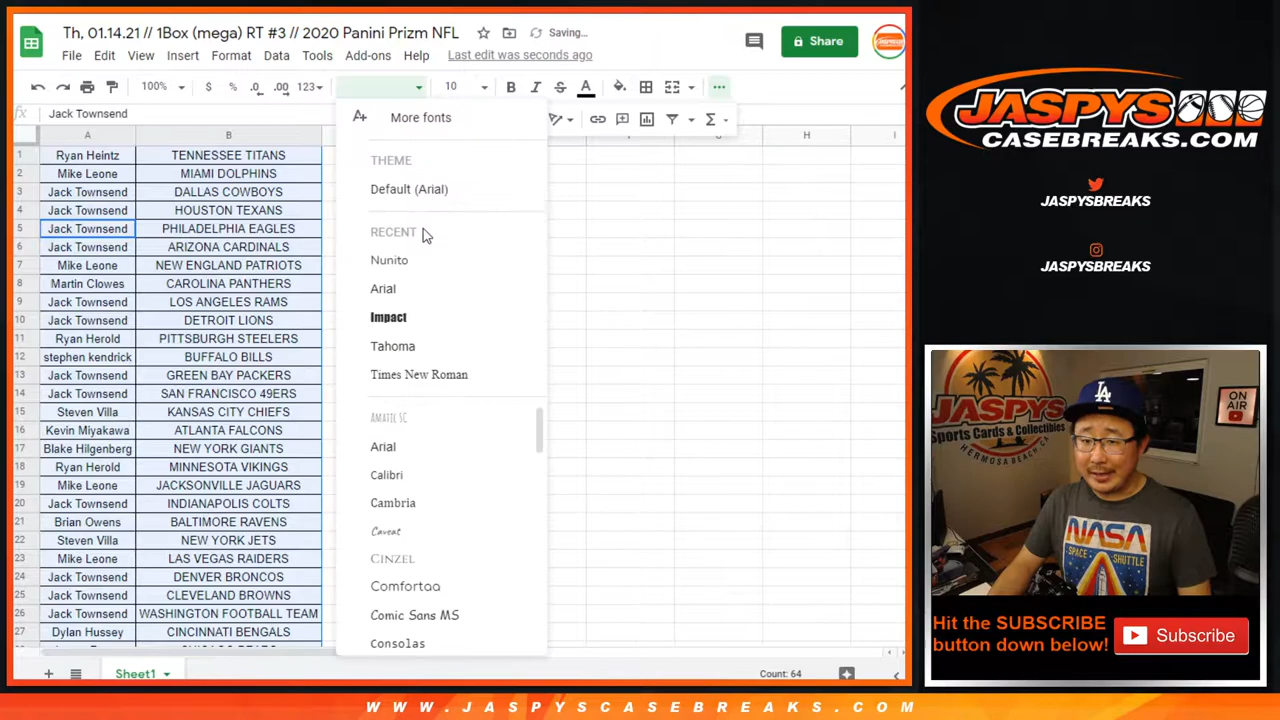 Th, 01.14.21 // 1Box (mega) RT #3 // 2020 Panini Prizm NFL Saving...
File Edit View Insert Format Data Tools Add-ons Help Last edit was seconds ago
Share
100% $ % .0 .00 123 10 B I S A
fx Jack Townsend
More fonts
A B H I
1 Ryan Heintz TENNESSEE TITANS
2 Mike Leone MIAMI DOLPHINS
3 Jack Townsend DALLAS COWBOYS
4 Jack Townsend HOUSTON TEXANS
5 Jack Townsend PHILADELPHIA EAGLES
6 Jack Townsend ARIZONA CARDINALS
7 Mike Leone NEW ENGLAND PATRIOTS
8 Martin Clowes CAROLINA PANTHERS
9 Jack Townsend LOS ANGELES RAMS
10 Jack Townsend DETROIT LIONS
11 Ryan Herold PITTSBURGH STEELERS
12 stephen kendrick BUFFALO BILLS
13 Jack Townsend GREEN BAY PACKERS
14 Jack Townsend SAN FRANCISCO 49ERS
15 Steven Villa KANSAS CITY CHIEFS
16 Kevin Miyakawa ATLANTA FALCONS
17 Blake Hilgenberg NEW YORK GIANTS
18 Ryan Herold MINNESOTA VIKINGS
19 Mike Leone JACKSONVILLE JAGUARS
20 Jack Townsend INDIANAPOLIS COLTS
21 Brian Owens BALTIMORE RAVENS
22 Steven Villa NEW YORK JETS
23 Mike Leone LAS VEGAS RAIDERS
24 Jack Townsend DENVER BRONCOS
25 Jack Townsend CLEVELAND BROWNS
26 Jack Townsend WASHINGTON FOOTBALL TEAM
27 Dylan Hussey CINCINNATI BENGALS
THEME
Default (Arial)
RECENT
Nunito
Arial
Impact
Tahoma
Times New Roman
Amatic SC
Arial
Calibri
Cambria
Caveat
CINZEL
Comfortaa
Comic Sans MS
Consolas
Sheet1
Count: 64
JASPYS
CASEBREAKS.COM
JASPYSBREAKS
JASPYSBREAKS
JASPYS
Sports Cards & Collectibles
HERMOSA BEACH, CA
ON AIR
LA
NASA
SPACE SHUTTLE
Hit the SUBSCRIBE
button down below!
Subscribe
WWW.JASPYSCASEBREAKS.COM